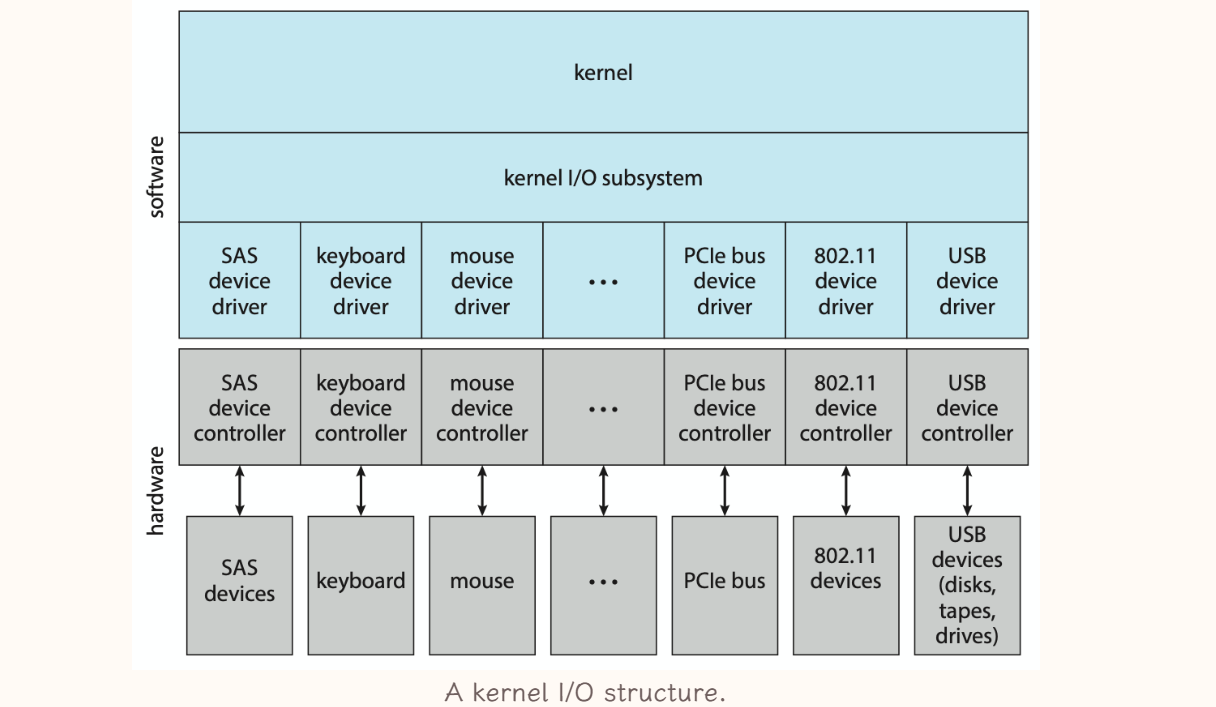 kernel
software
kernel I/O subsystem
SAS
device
driver
keyboard
device
driver
mouse
device
driver
...
PCIe bus
device
driver
802.11
device
driver
USB
device
driver
hardware
SAS
device
controller
keyboard
device
controller
mouse
device
controller
...
PCIe bus
device
controller
802.11
device
controller
USB
device
controller
SAS
devices
keyboard
mouse
...
PCIe bus
802.11
devices
USB
devices
(disks,
tapes,
drives)
A kernel I/O structure.